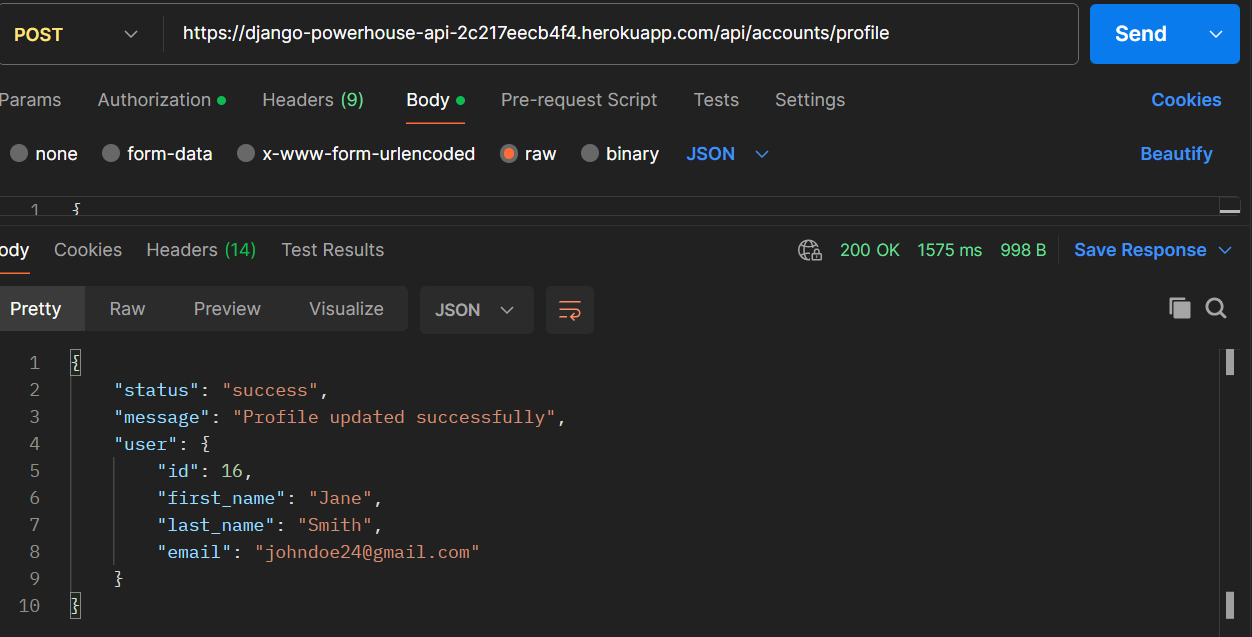 POST https://django-powerhouse-api-2c217eecb4f4.herokuapp.com/api/accounts/profile Send
Params Authorization Headers (9) Body Pre-request Script Tests Settings Cookies
none form-data x-www-form-urlencoded raw binary JSON Beautify
1 {
ody Cookies Headers (14) Test Results 200 OK 1575 ms 998 B Save Response
Pretty Raw Preview Visualize JSON
1 {
2 "status": "success",
3 "message": "Profile updated successfully",
4 "user": {
5 "id": 16,
6 "first_name": "Jane",
7 "last_name": "Smith",
8 "email": "johndoe24@gmail.com"
9 }
10 }